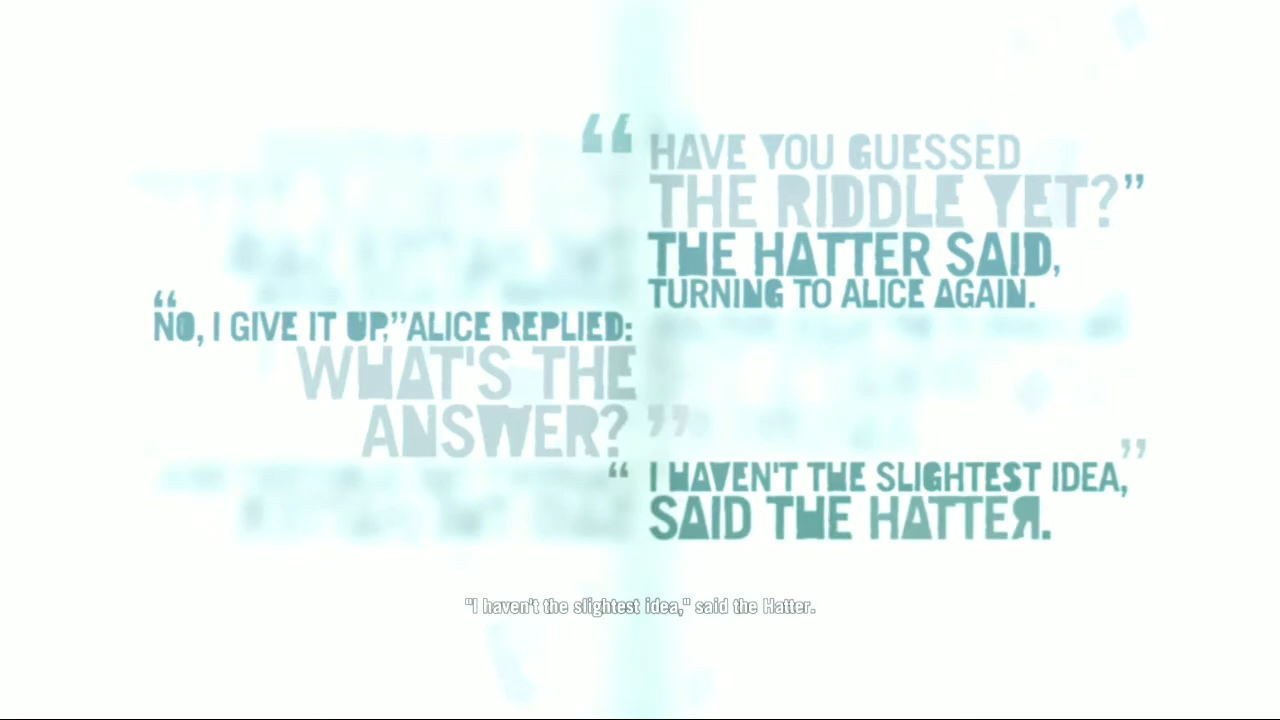 “ HAVE YOU GUESSED
THE RIDDLE YET?”
THE HATTER SAID,
TURNING TO ALICE AGAIN.
“NO, I GIVE IT UP,”ALICE REPLIED:
WHAT'S THE
ANSWER? ”
“ I HAVEN'T THE SLIGHTEST IDEA,”
SAID THE HATTEЯ.
"I haven't the slightest idea," said the Hatter.